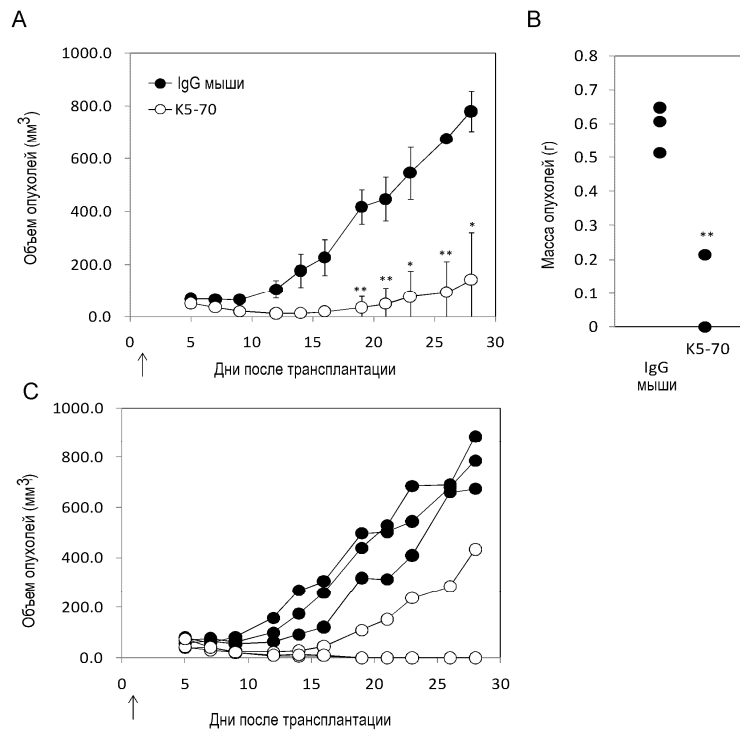 A
1000.0
800.0
600.0
400.0
200.0
0.0
Объем опухолей (мм3)
IgG мыши
K5-70
** ** * ** *
0 5 10 15 20 25 30
Дни после трансплантации
B
0.8
0.7
0.6
0.5
0.4
0.3
0.2
0.1
0
Масса опухолей (г)
**
K5-70
IgG
мыши
C
1000.0
800.0
600.0
400.0
200.0
0.0
Объем опухолей (мм3)
0 5 10 15 20 25 30
Дни после трансплантации